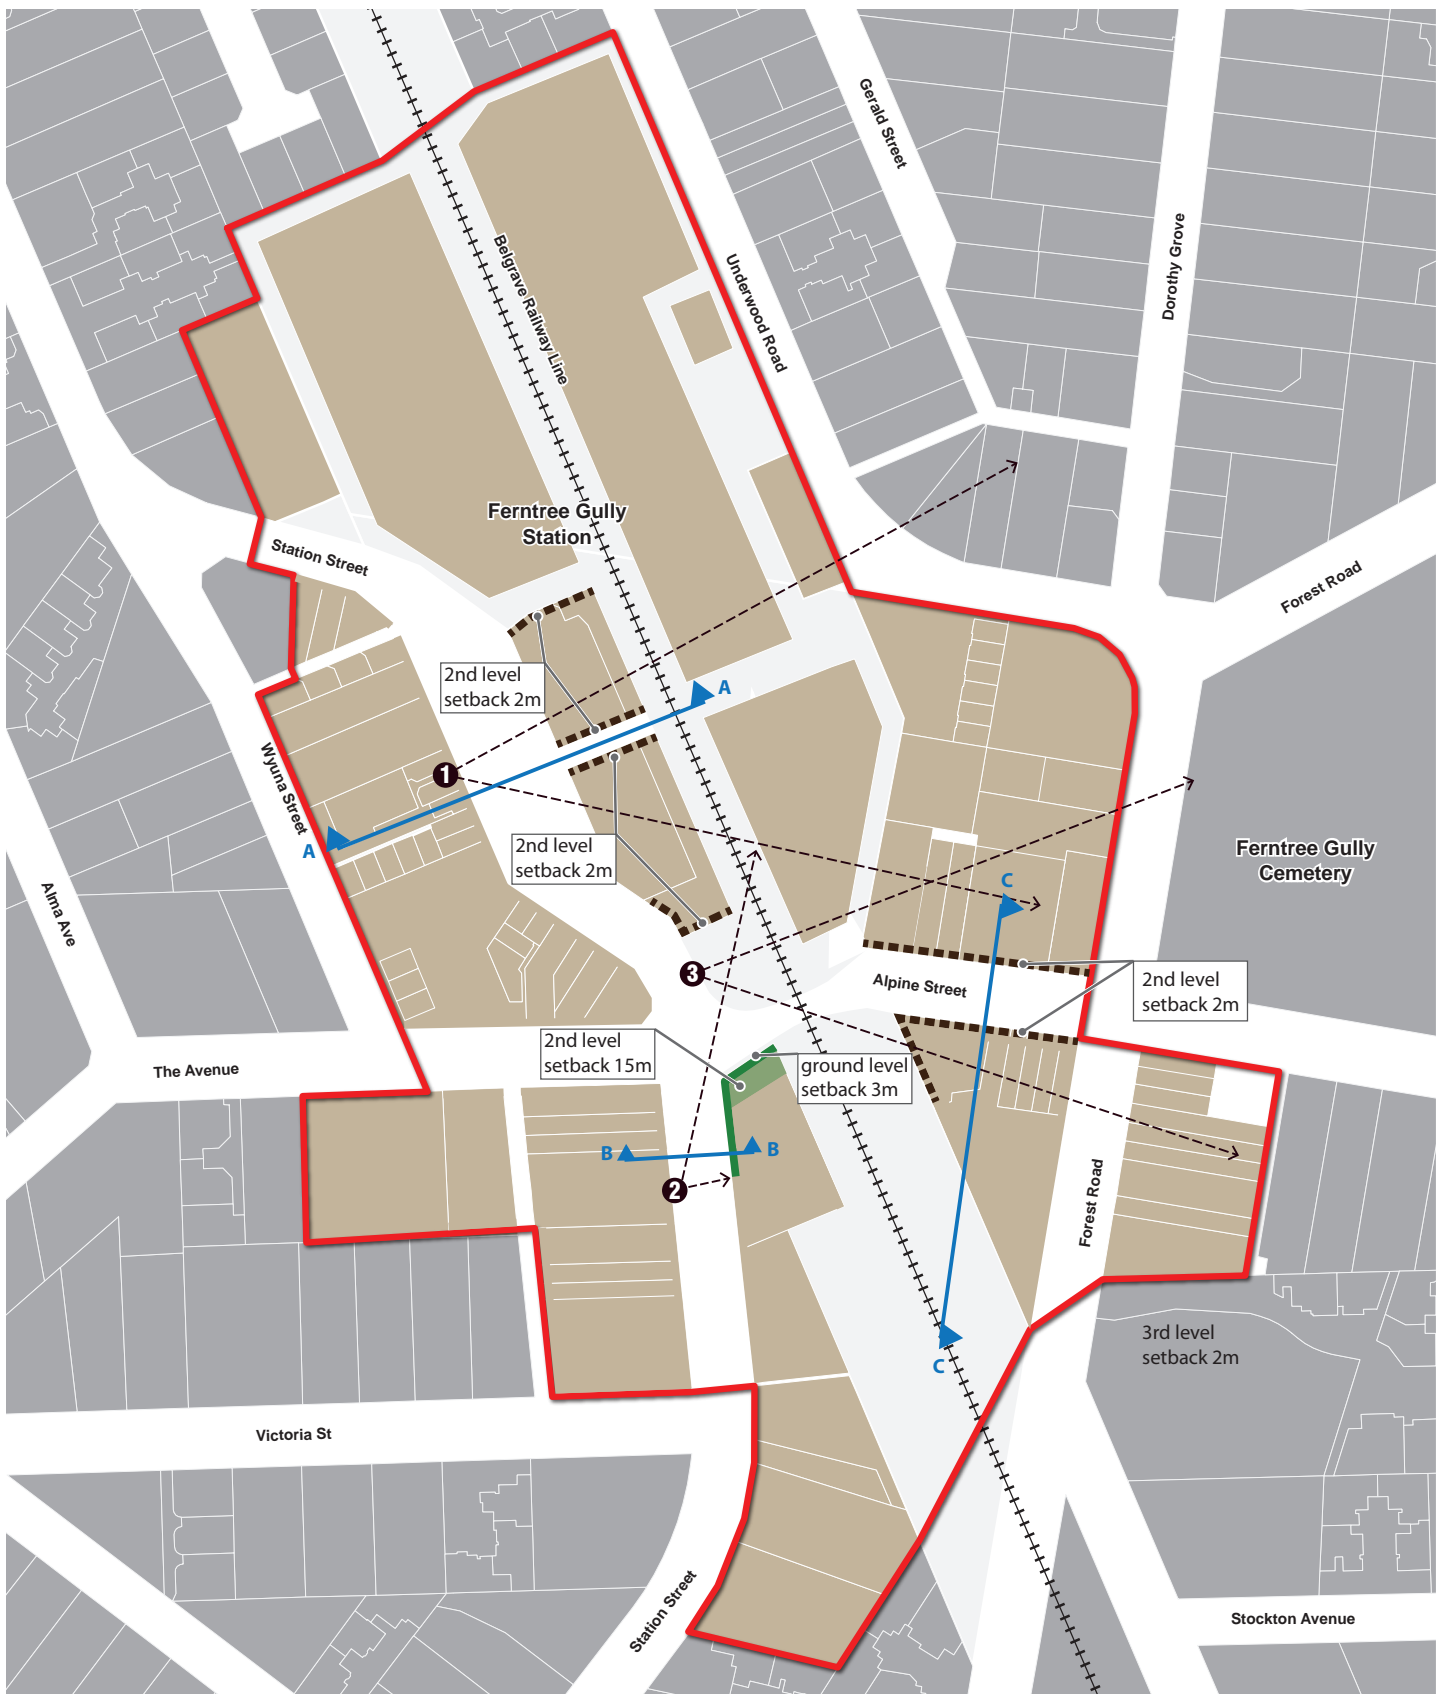 Gerald Street
Dorothy Grove
Underwood Road
Belgrave Railway Line
Ferntree Gully
Station
Station Street
Forest Road
2nd level
setback 2m
A
1
Wyuna Street
A
2nd level
setback 2m
Ferntree Gully
Cemetery
C
Alma Ave
3
Alpine Street
2nd level
setback 2m
The Avenue
2nd level
setback 15m
ground level
setback 3m
B
B
2
Forest Road
3rd level
setback 2m
C
Victoria St
Station Street
Stockton Avenue